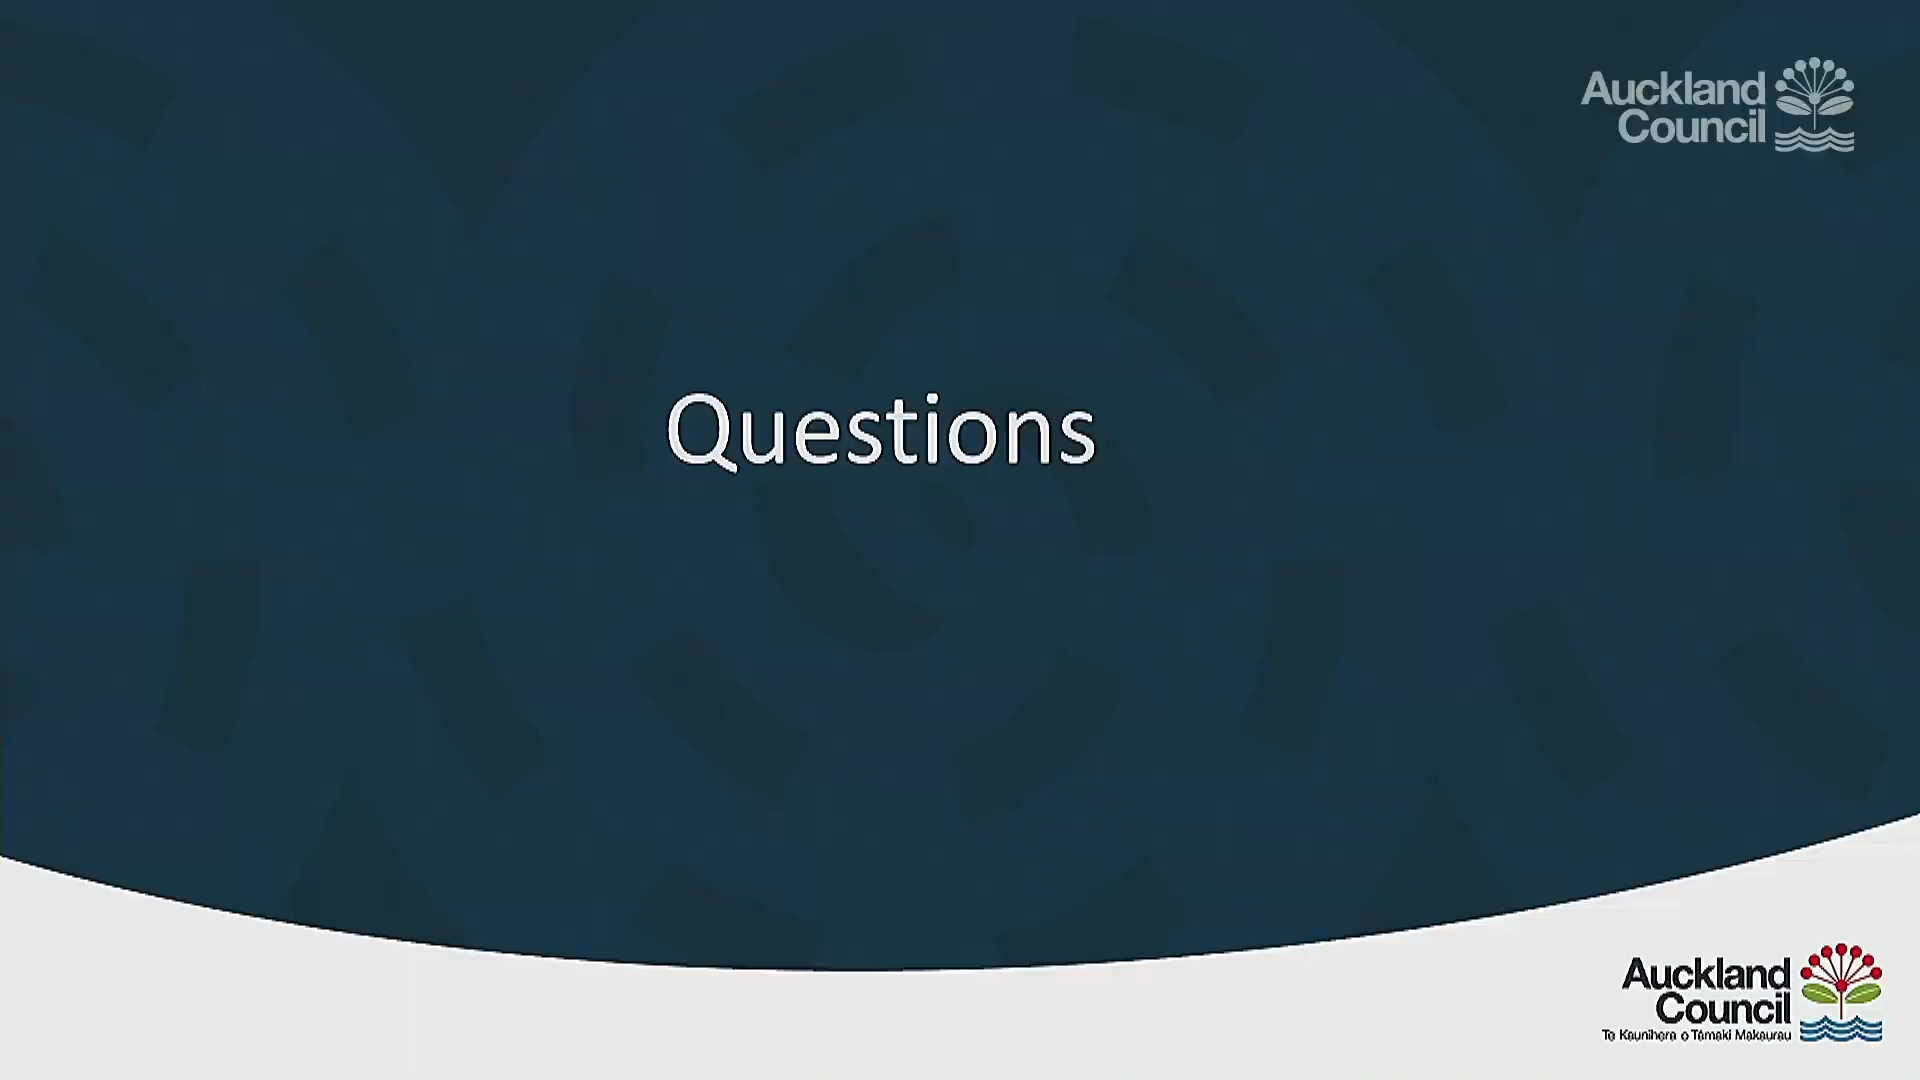 Auckland
Council
Questions
Auckland
Council
Te Kaunihera o Tāmaki Makaurau